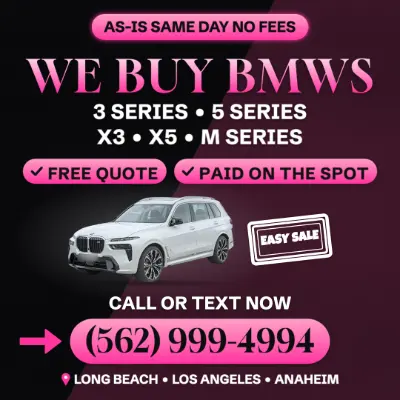 AS-IS SAME DAY NO FEES
WE BUY BMWS
3 SERIES • 5 SERIES
X3 • X5 • M SERIES
✓ FREE QUOTE ✓ PAID ON THE SPOT
EASY SALE
CALL OR TEXT NOW
(562) 999-4994
LONG BEACH • LOS ANGELES • ANAHEIM